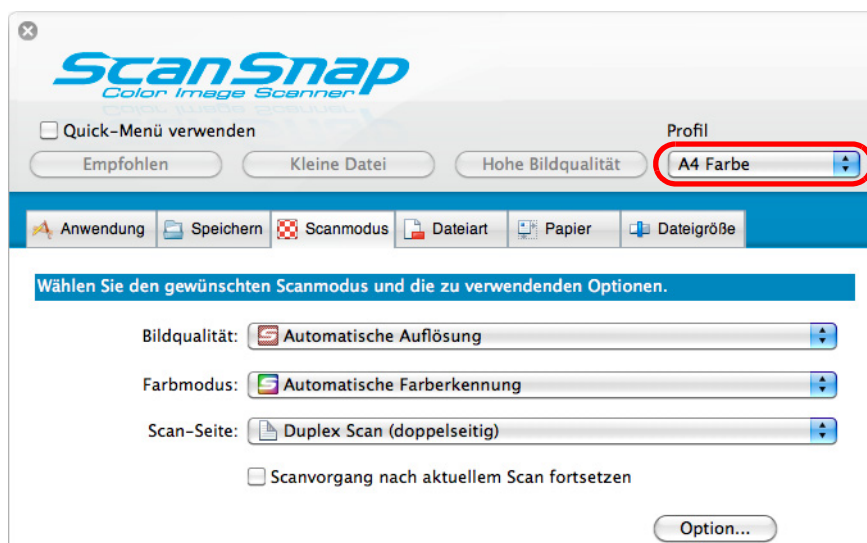 ScanSnap
Color Image Scanner
Quick-Menü verwenden
Profil
Empfohlen
Kleine Datei
Hohe Bildqualität
A4 Farbe
Anwendung
Speichern
Scanmodus
Dateiart
Papier
Dateigröße
Wählen Sie den gewünschten Scanmodus und die zu verwendenden Optionen.
Bildqualität: Automatische Auflösung
Farbmodus: Automatische Farberkennung
Scan-Seite: Duplex Scan (doppelseitig)
Scanvorgang nach aktuellem Scan fortsetzen
Option...